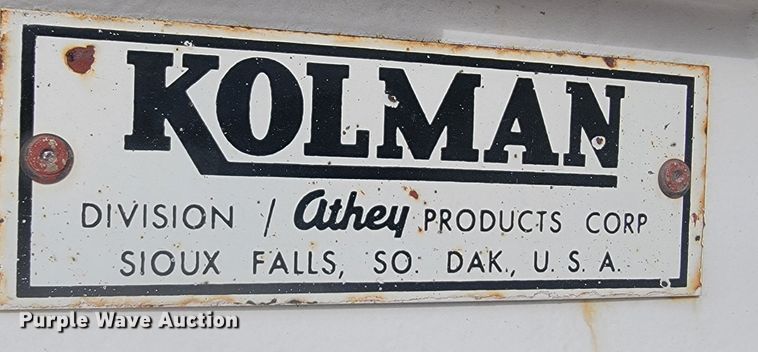 KOLMAN
DIVISION / Athey PRODUCTS CORP
SIOUX FALLS, SO. DAK., U. S. A.
Purple Wave Auction